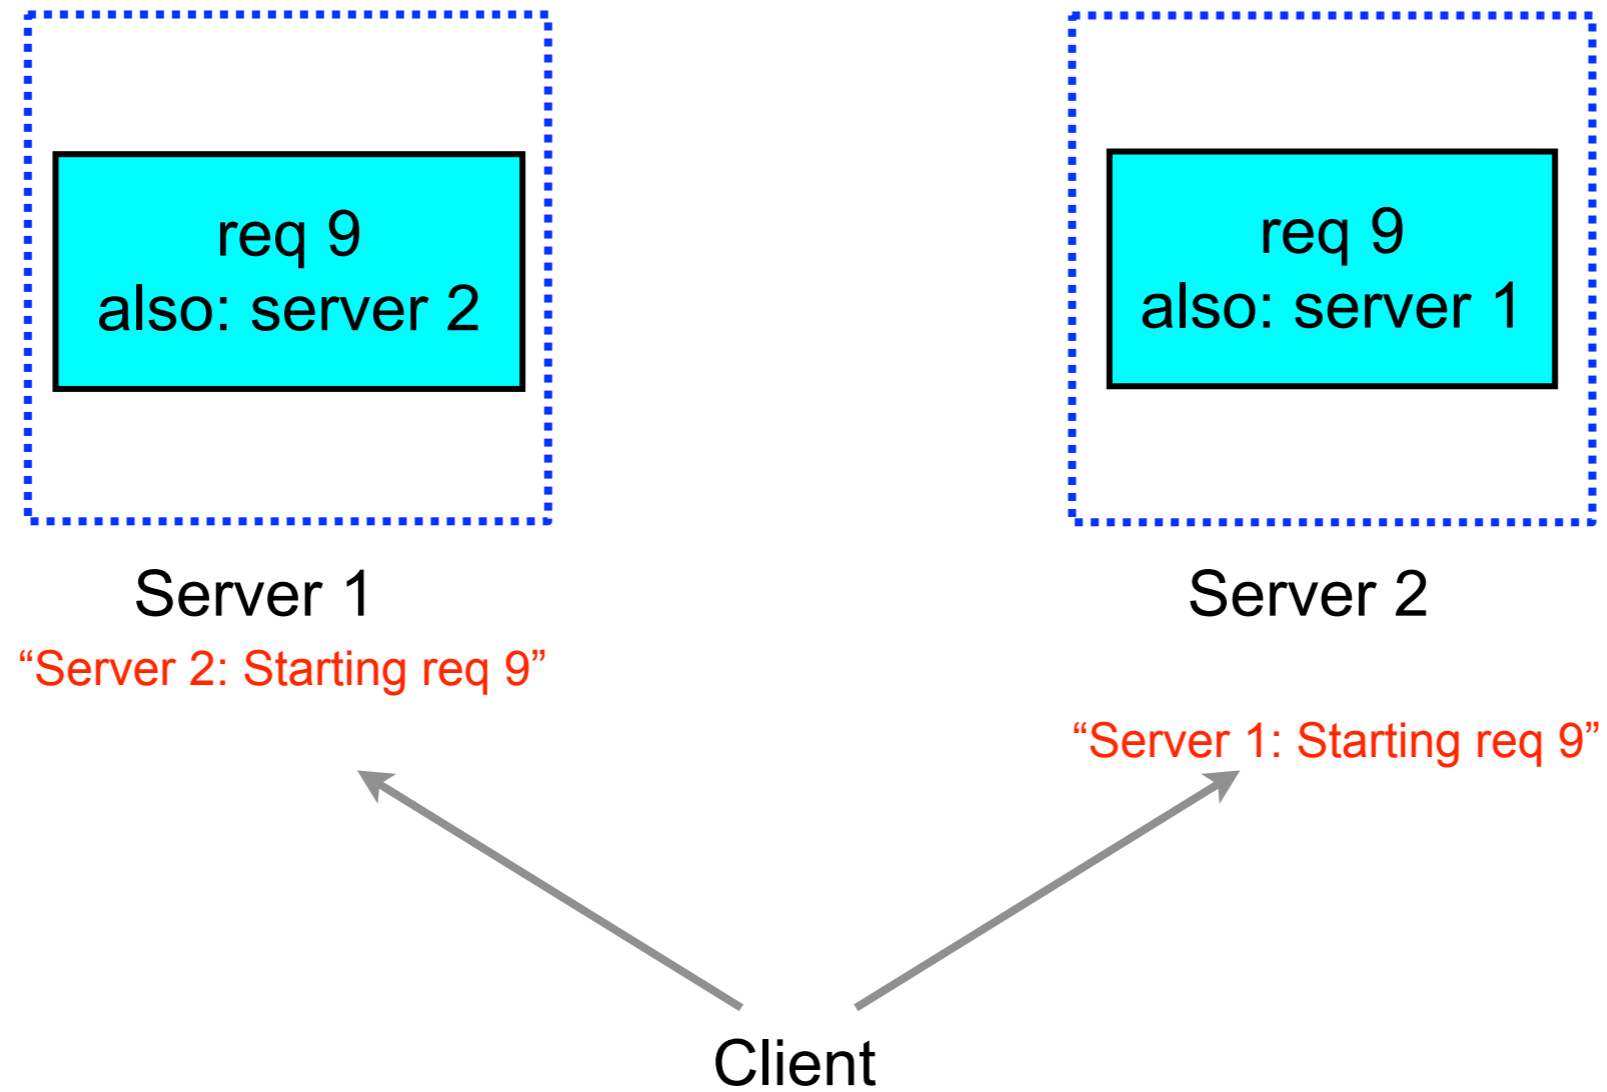 req 9
also: server 2
req 9
also: server 1
Server 1
Server 2
“Server 2: Starting req 9”
“Server 1: Starting req 9”
Client